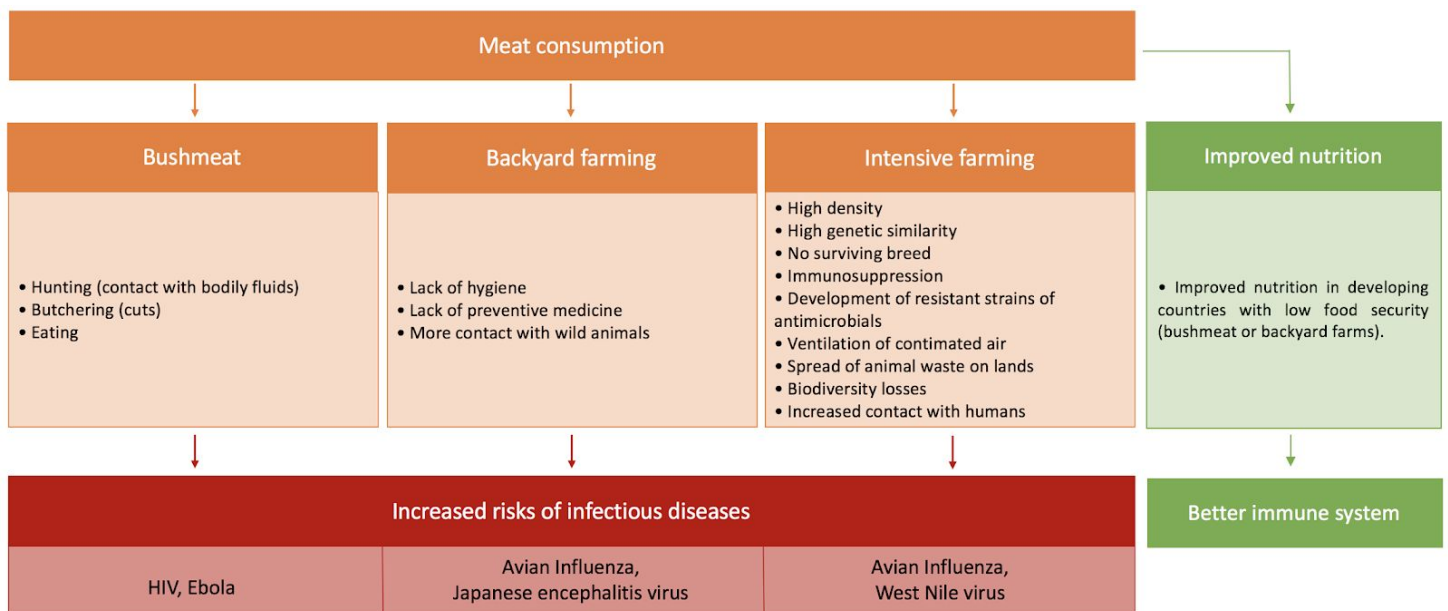 Meat consumption
Bushmeat
• Hunting (contact with bodily fluids)
• Butchering (cuts)
• Eating
Backyard farming
• Lack of hygiene
• Lack of preventive medicine
• More contact with wild animals
Intensive farming
• High density
• High genetic similarity
• No surviving breed
• Immunosuppression
• Development of resistant strains of
antimicrobials
• Ventilation of contimated air
• Spread of animal waste on lands
• Biodiversity losses
• Increased contact with humans
Improved nutrition
• Improved nutrition in developing
countries with low food security
(bushmeat or backyard farms).
Increased risks of infectious diseases
HIV, Ebola
Avian Influenza,
Japanese encephalitis virus
Avian Influenza,
West Nile virus
Better immune system